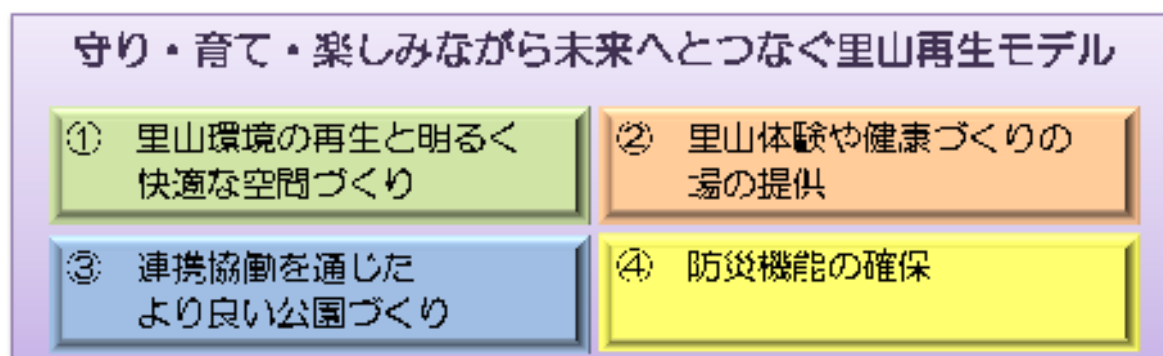 守り・育て・楽しみながら未来へとつなぐ里山再生モデル
① 里山環境の再生と明るく
快適な空間づくり
② 里山体験や健康づくりの
場の提供
③ 連携協働を通じた
より良い公園づくり
④ 防災機能の確保